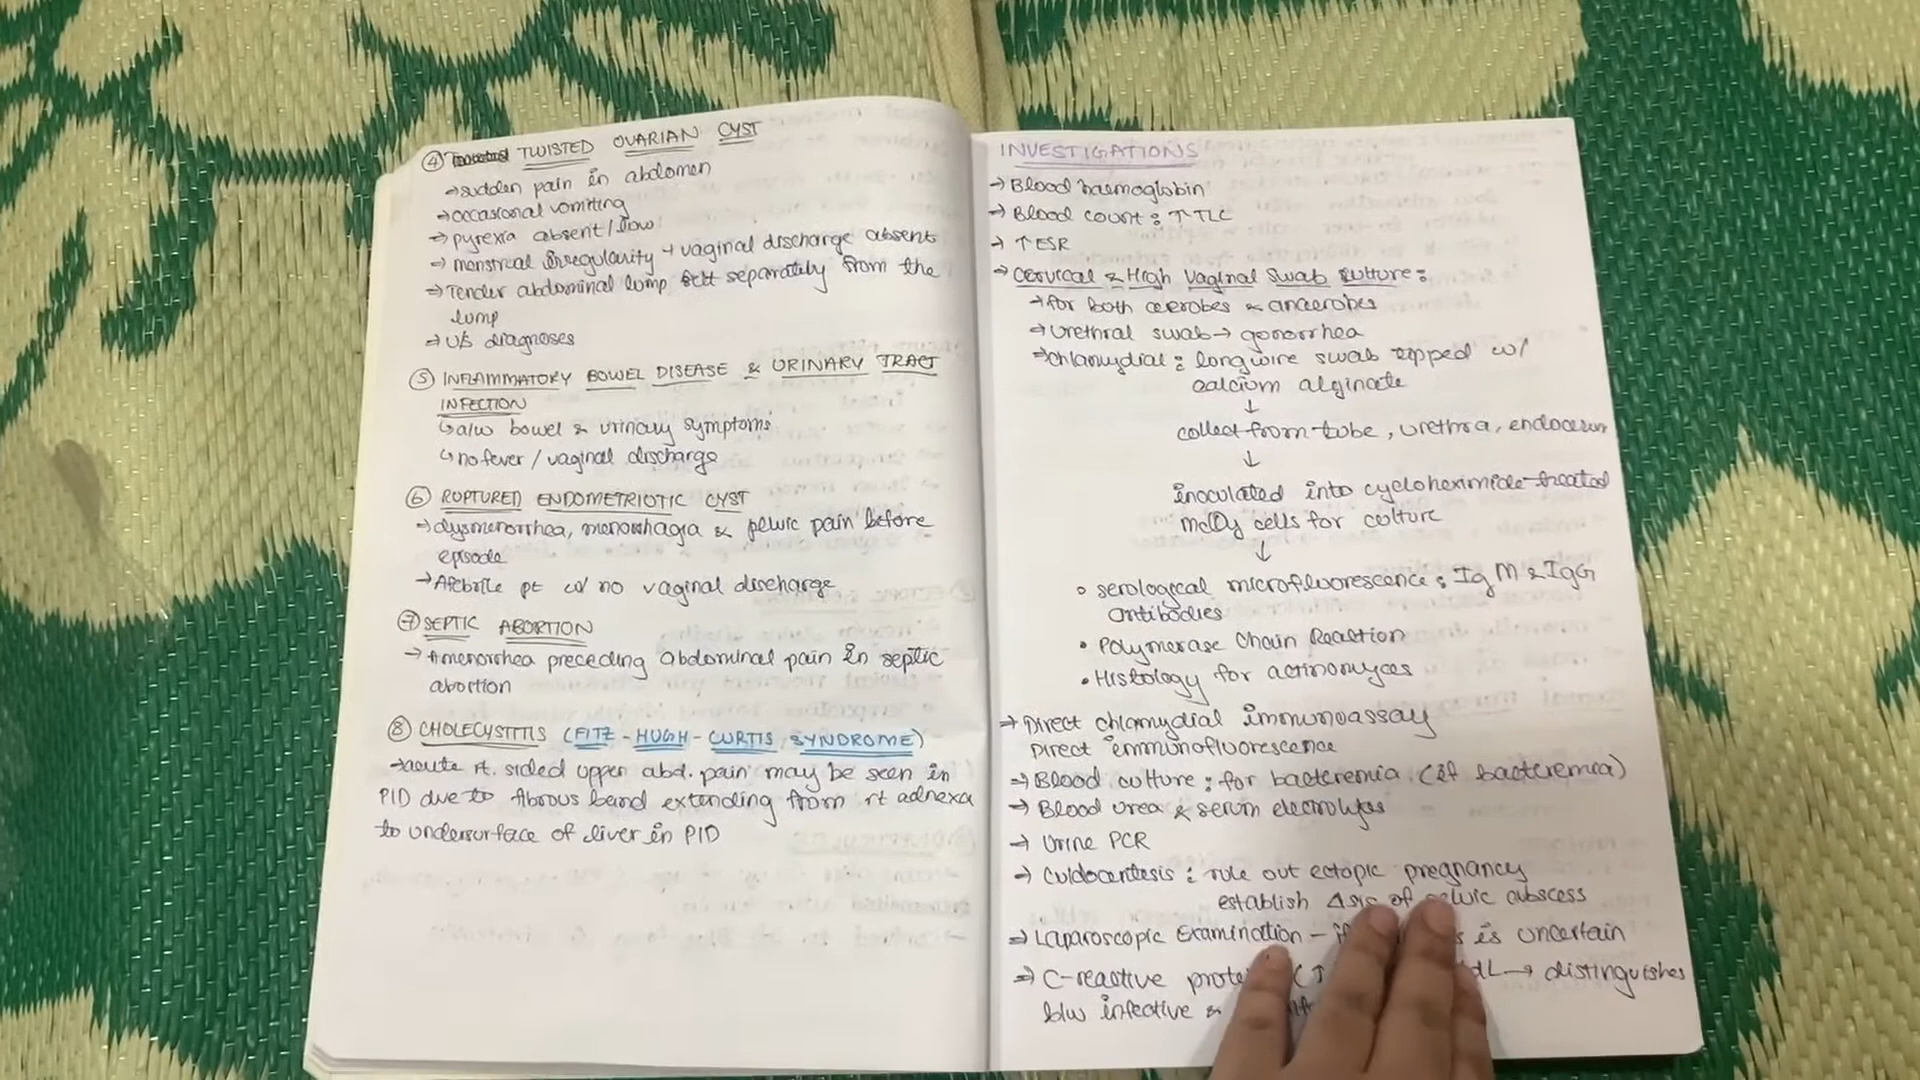 ④ TWISTED OVARIAN CYST
→ sudden pain in abdomen
→ occasional vomiting
→ pyrexia absent/low
→ menstrual irregularity + vaginal discharge absent
→ Tender abdominal lump felt separately from the
lump
→ U/S diagnoses
⑤ INFLAMMATORY BOWEL DISEASE & URINARY TRACT
INFECTION
↳ a/w bowel & urinary symptoms
↳ no fever / vaginal discharge
⑥ RUPTURED ENDOMETRIOTIC CYST
→ dysmenorrhea, menorrhagia & pelvic pain before
episode
→ Afebrile pt w/ no vaginal discharge
⑦ SEPTIC ABORTION
→ Amenorrhea preceding abdominal pain in septic
abortion
⑧ CHOLECYSTITIS (FITZ-HUGH-CURTIS SYNDROME)
→ acute rt. sided upper abd. pain may be seen in
PID due to fibrous band extending from rt adnexa
to undersurface of liver in PID
INVESTIGATIONS
→ Blood haemoglobin
→ Blood count: ↑TLC
→ ↑ESR
→ Cervical & High Vaginal Swab Culture:
→ for both aerobes & anaerobes
→ Urethral swab → gonorrhea
→ Chlamydial: long wire swab tipped w/
calcium alginate
↓
collect from tube, urethra, endocervix
↓
inoculated into cycloheximide-treated
McCoy cells for culture
↓
• serological microfluorescence: IgM & IgG
antibodies
• Polymerase Chain Reaction
• Histology for actinomyces
→ Direct chlamydial immunoassay
Direct immunofluorescence
→ Blood culture: for bacteremia (if bacteremia)
→ Blood urea & serum electrolytes
→ Urine PCR
→ Culdocentesis: rule out ectopic pregnancy
establish Δsis of pelvic abscess
→ Laparoscopic Examination - is uncertain
→ C-reactive (↑ dL → distinguishes
b/w infective &